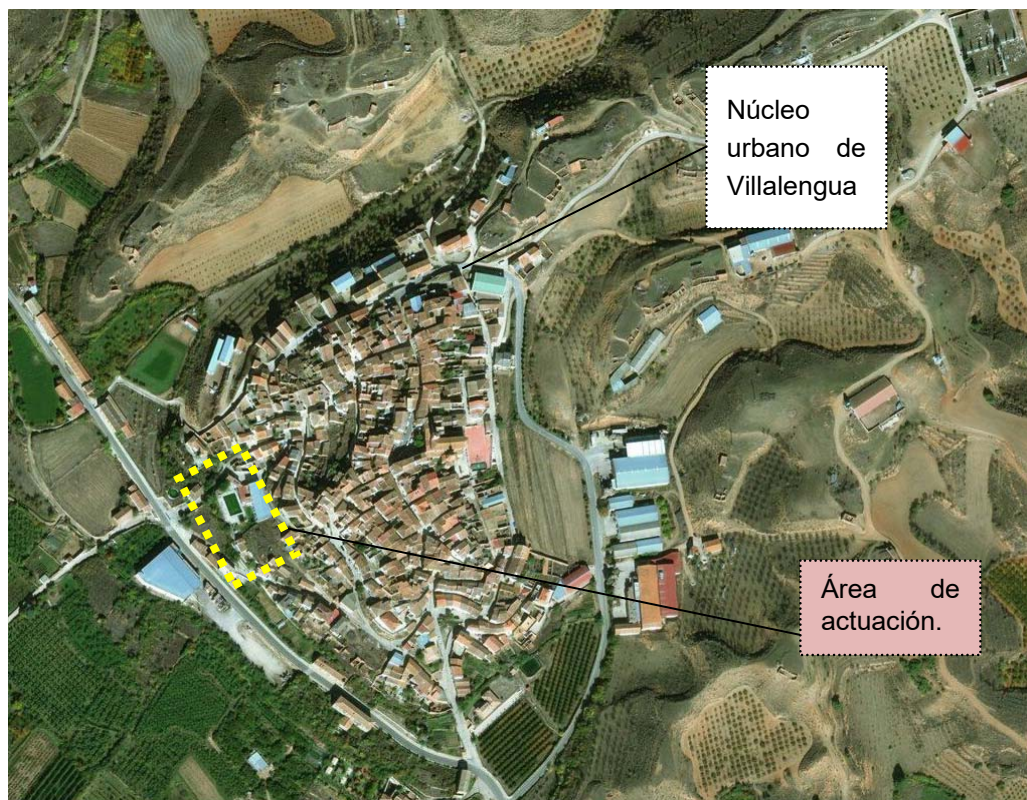 Núcleo
urbano de
Villalengua
Área de
actuación.